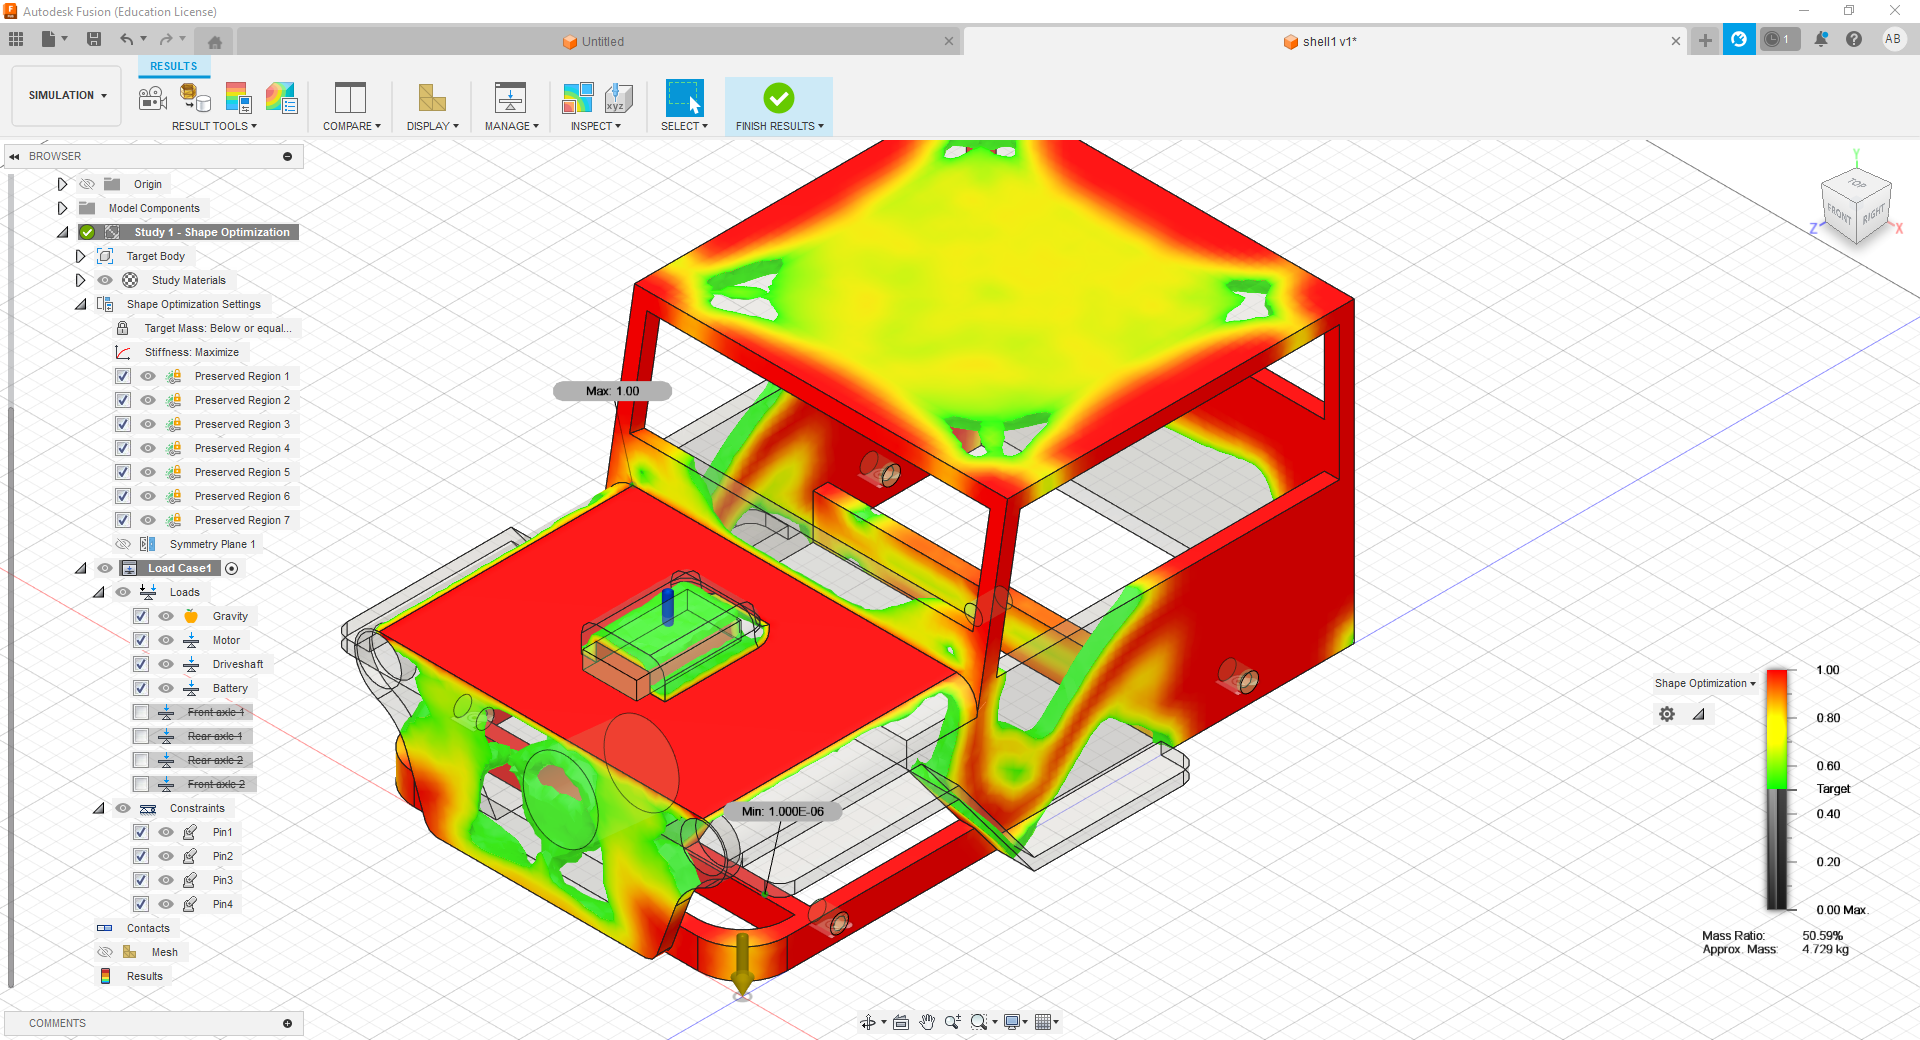 Autodesk Fusion (Education License)
Untitled
shell1 v1*
1
AB
SIMULATION
RESULTS
RESULT TOOLS
COMPARE
DISPLAY
MANAGE
INSPECT
SELECT
FINISH RESULTS
BROWSER
Origin
Model Components
Study 1 - Shape Optimization
Target Body
Study Materials
Shape Optimization Settings
Target Mass: Below or equal...
Stiffness: Maximize
Preserved Region 1
Preserved Region 2
Preserved Region 3
Preserved Region 4
Preserved Region 5
Preserved Region 6
Preserved Region 7
Symmetry Plane 1
Load Case1
Loads
Gravity
Motor
Driveshaft
Battery
Front axle 1
Rear axle 1
Rear axle 2
Front axle 2
Constraints
Pin1
Pin2
Pin3
Pin4
Contacts
Mesh
Results
COMMENTS
Max: 1.00
Min: 1.000E-06
Y
TOP
FRONT
RIGHT
Z
X
Shape Optimization
1.00
0.80
0.60
Target
0.40
0.20
0.00 Max.
Mass Ratio: 50.59%
Approx. Mass: 4.729 kg